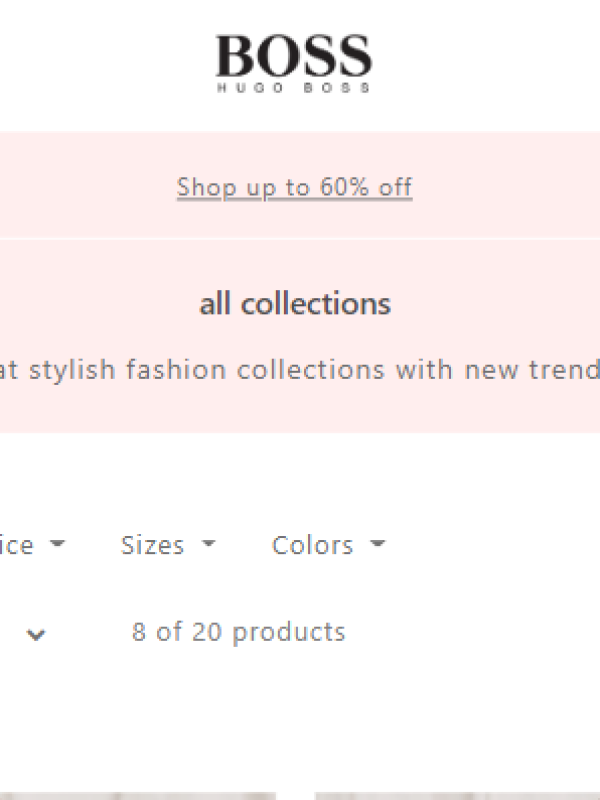 BOSS
HUGO BOSS
Shop up to 60% off
all collections
at stylish fashion collections with new trend
ice Sizes Colors
8 of 20 products